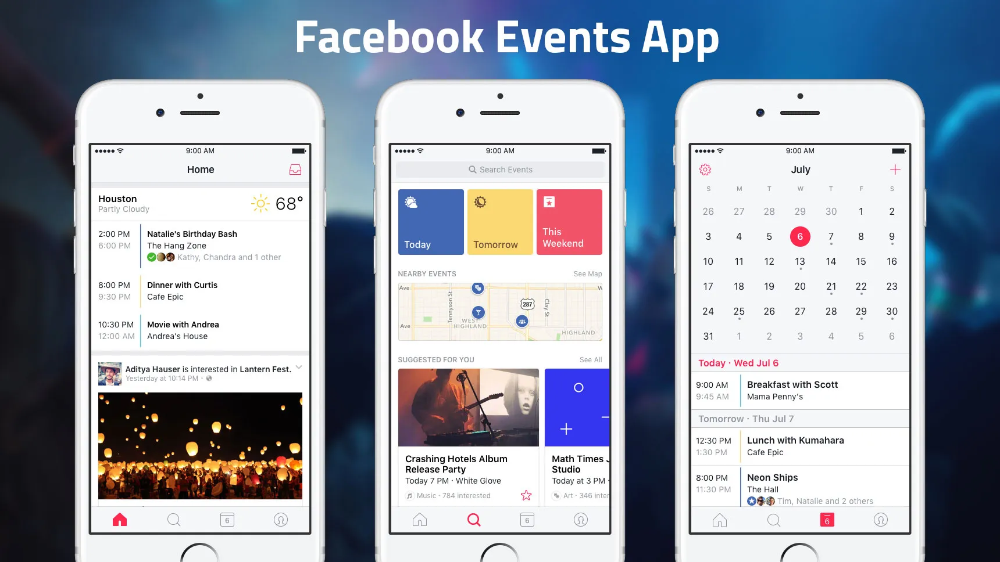 Facebook Events App
9:00 AM
Home
Houston
Partly Cloudy
68°
2:00 PM
6:00 PM
Natalie's Birthday Bash
The Hang Zone
Kathy, Chandra and 1 other
8:00 PM
9:30 PM
Dinner with Curtis
Cafe Epic
10:30 PM
12:00 AM
Movie with Andrea
Andrea's House
Aditya Hauser is interested in Lantern Fest.
Yesterday at 10:14 PM ·
6
9:00 AM
Search Events
Today
Tomorrow
This
Weekend
NEARBY EVENTS See Map
Ave
W
Tennyson St
287
Clay St
WEST
HIGHLAND
Ave
HIGHLAND
SUGGESTED FOR YOU See All
Crashing Hotels Album
Release Party
Today 7 PM · White Glove
Music · 784 interested
Math Times J
Studio
Today at 3 PM ·
Art · 346 inter
6
9:00 AM
July
S M T W T F S
26 27 28 29 30 1 2
3 4 5 6 7 8 9
10 11 12 13 14 15 16
17 18 19 20 21 22 23
24 25 26 27 28 29 30
31 1 2 3 4 5 6
Today · Wed Jul 6
9:00 AM
9:45 AM
Breakfast with Scott
Mama Penny’s
Tomorrow · Thu Jul 7
12:30 PM
1:30 PM
Lunch with Kumahara
Cafe Epic
8:00 PM
11:30 PM
Neon Ships
The Hall
Tim, Natalie and 2 others
6